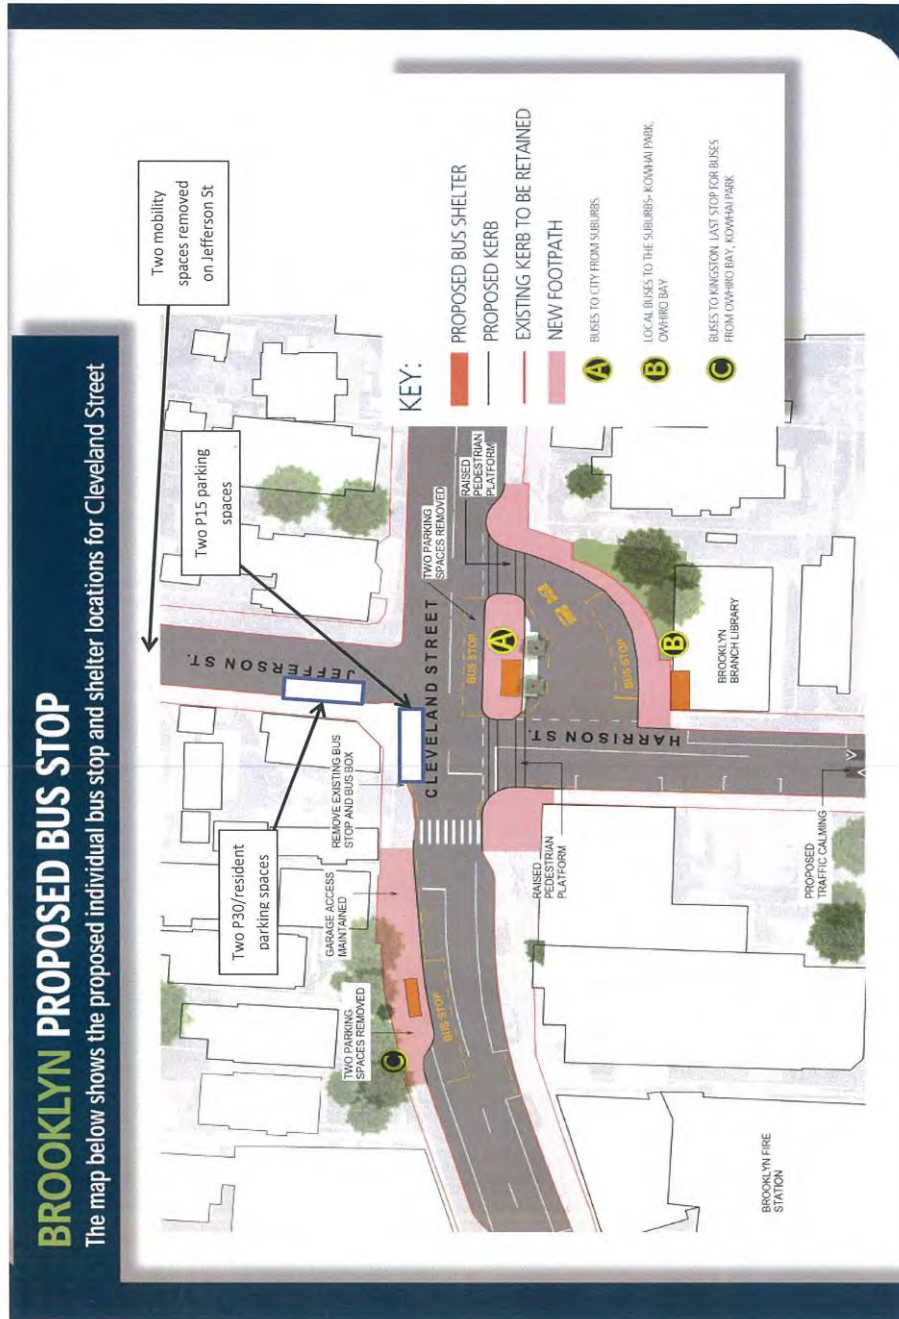 BROOKLYN PROPOSED BUS STOP
The map below shows the proposed individual bus stop and shelter locations for Cleveland Street
Two mobility
spaces removed
on Jefferson St
Two P15 parking
spaces
Two P30/resident
parking spaces
JEFFERSON ST.
REMOVE EXISTING BUS
STOP AND BUS BOX
GARAGE ACCESS
MAINTAINED
TWO PARKING
SPACES REMOVED
C
BUS STOP
CLEVELAND STREET
TWO PARKING
SPACES REMOVED
RAISED
PEDESTRIAN
PLATFORM
BUS STOP
A
BUS STOP
B
HARRISON ST.
RAISED
PEDESTRIAN
PLATFORM
BROOKLYN
BRANCH LIBRARY
PROPOSED
TRAFFIC CALMING
BROOKLYN FIRE
STATION
KEY:
PROPOSED BUS SHELTER
PROPOSED KERB
EXISTING KERB TO BE RETAINED
NEW FOOTPATH
A BUSES TO CITY FROM SUBURBS
B LOCAL BUSES TO THE SUBURBS- KOWHAI PARK,
OWHIRO BAY
C BUSES TO KINGSTON. LAST STOP FOR BUSES
FROM OWHIRO BAY, KOWHAI PARK